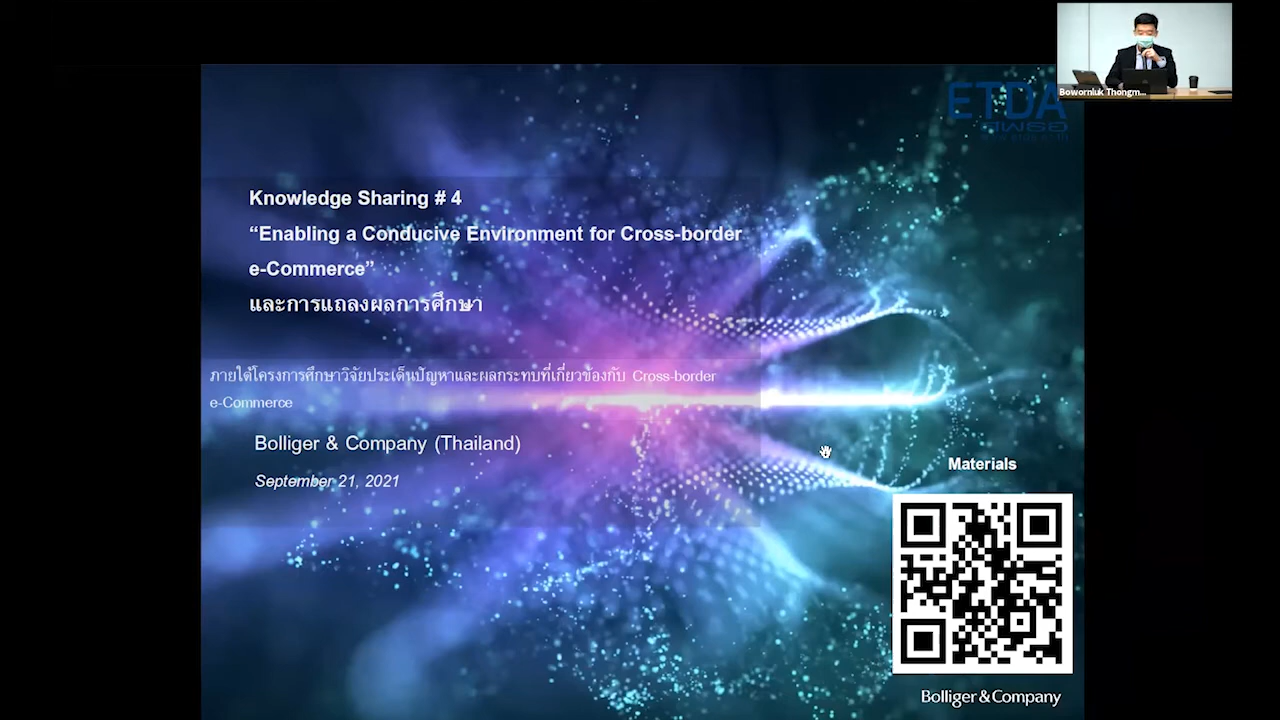 Boworniuk Thongm...
ETDA
Knowledge Sharing # 4
“Enabling a Conducive Environment for Cross-border
e-Commerce”
และการแถลงผลการศึกษา
ภายใต้โครงการศึกษาวิจัยประเด็นปัญหาและผลกระทบที่เกี่ยวข้องกับ Cross-border
e-Commerce
Bolliger & Company (Thailand)
September 21, 2021
Materials
Bolliger & Company